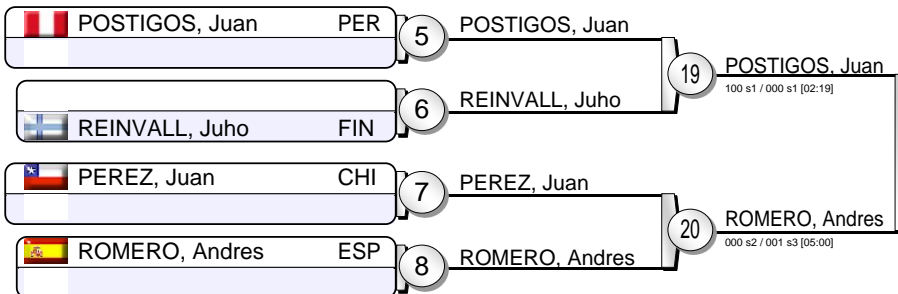 POSTIGOS, Juan PER
5
POSTIGOS, Juan
19
POSTIGOS, Juan
100 s1 / 000 s1 [02:19]
6
REINVALL, Juho
REINVALL, Juho FIN
PEREZ, Juan CHI
7
PEREZ, Juan
20
ROMERO, Andres
000 s2 / 001 s3 [05:00]
ROMERO, Andres ESP
8
ROMERO, Andres